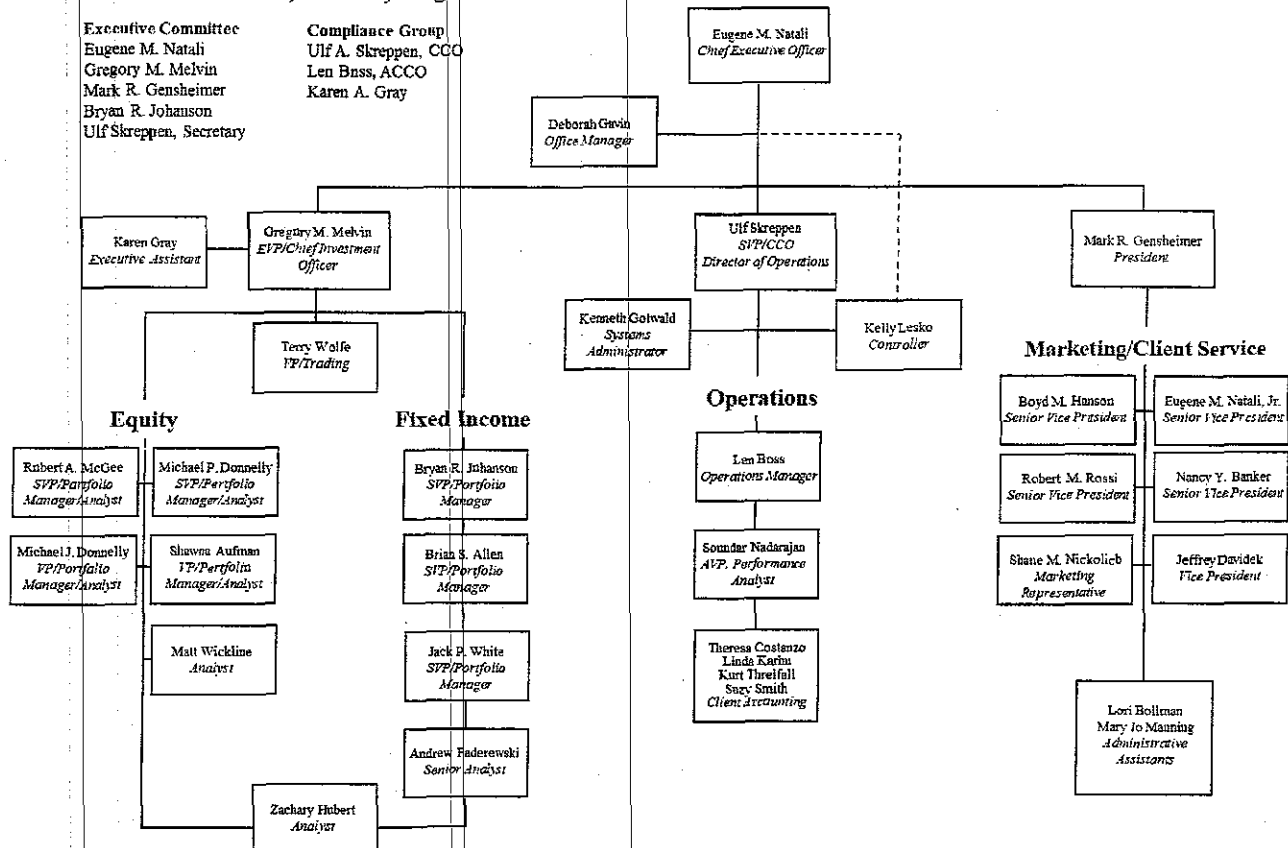 Executive Committee
Eugene M. Natali
Gregory M. Melvin
Mark R. Gensheimer
Bryan R. Johanson
Ulf Skreppen, Secretary
Compliance Group
Ulf A. Skreppen, CCO
Len Boss, ACCO
Karen A. Gray
Eugene M. Natali
Chief Executive Officer
Deborah Gavin
Office Manager
Karen Gray
Executive Assistant
Gregory M. Melvin
EVP/Chief Investment
Officer
Ulf Skreppen
SVP/CCO
Director of Operations
Mark R. Gensheimer
President
Terry Wolfe
VP/Trading
Kenneth Gotwald
Systems
Administrator
Kelly Lesko
Controller
Equity
Robert A. McGee
SVP/Portfolio
Manager/Analyst
Michael P. Donnelly
SVP/Portfolio
Manager/Analyst
Michael J. Donnelly
VP/Portfolio
Manager/Analyst
Shawna Aufman
VP/Portfolio
Manager/Analyst
Matt Wickline
Analyst
Fixed Income
Bryan R. Johanson
SVP/Portfolio
Manager
Brian S. Allen
SVP/Portfolio
Manager
Jack P. White
SVP/Portfolio
Manager
Andrew Faderewski
Senior Analyst
Zachary Hubert
Analyst
Operations
Len Boss
Operations Manager
Soundar Nadarajan
AVP. Performance
Analyst
Theresa Costanzo
Linda Karim
Kurt Threlfall
Suzy Smith
Client Accounting
Marketing/Client Service
Boyd M. Hanson
Senior Vice President
Eugene M. Natali, Jr.
Senior Vice President
Robert M. Rossi
Senior Vice President
Nancy Y. Banker
Senior Vice President
Shane M. Nickolich
Marketing
Representative
Jeffrey Davidek
Vice President
Lori Bollman
Mary Jo Manning
Administrative
Assistants